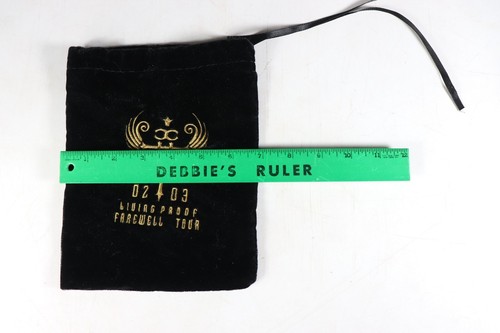 DEBBIE'S RULER
02 03
LIVING PROOF
FAREWELL TOUR